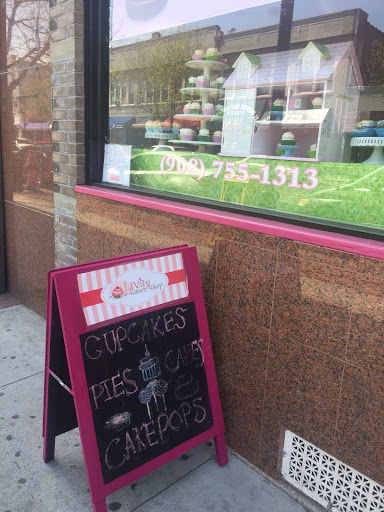 (908)-755-1313
CUPCAKES
CAKES
PIES
CAKEPOPS